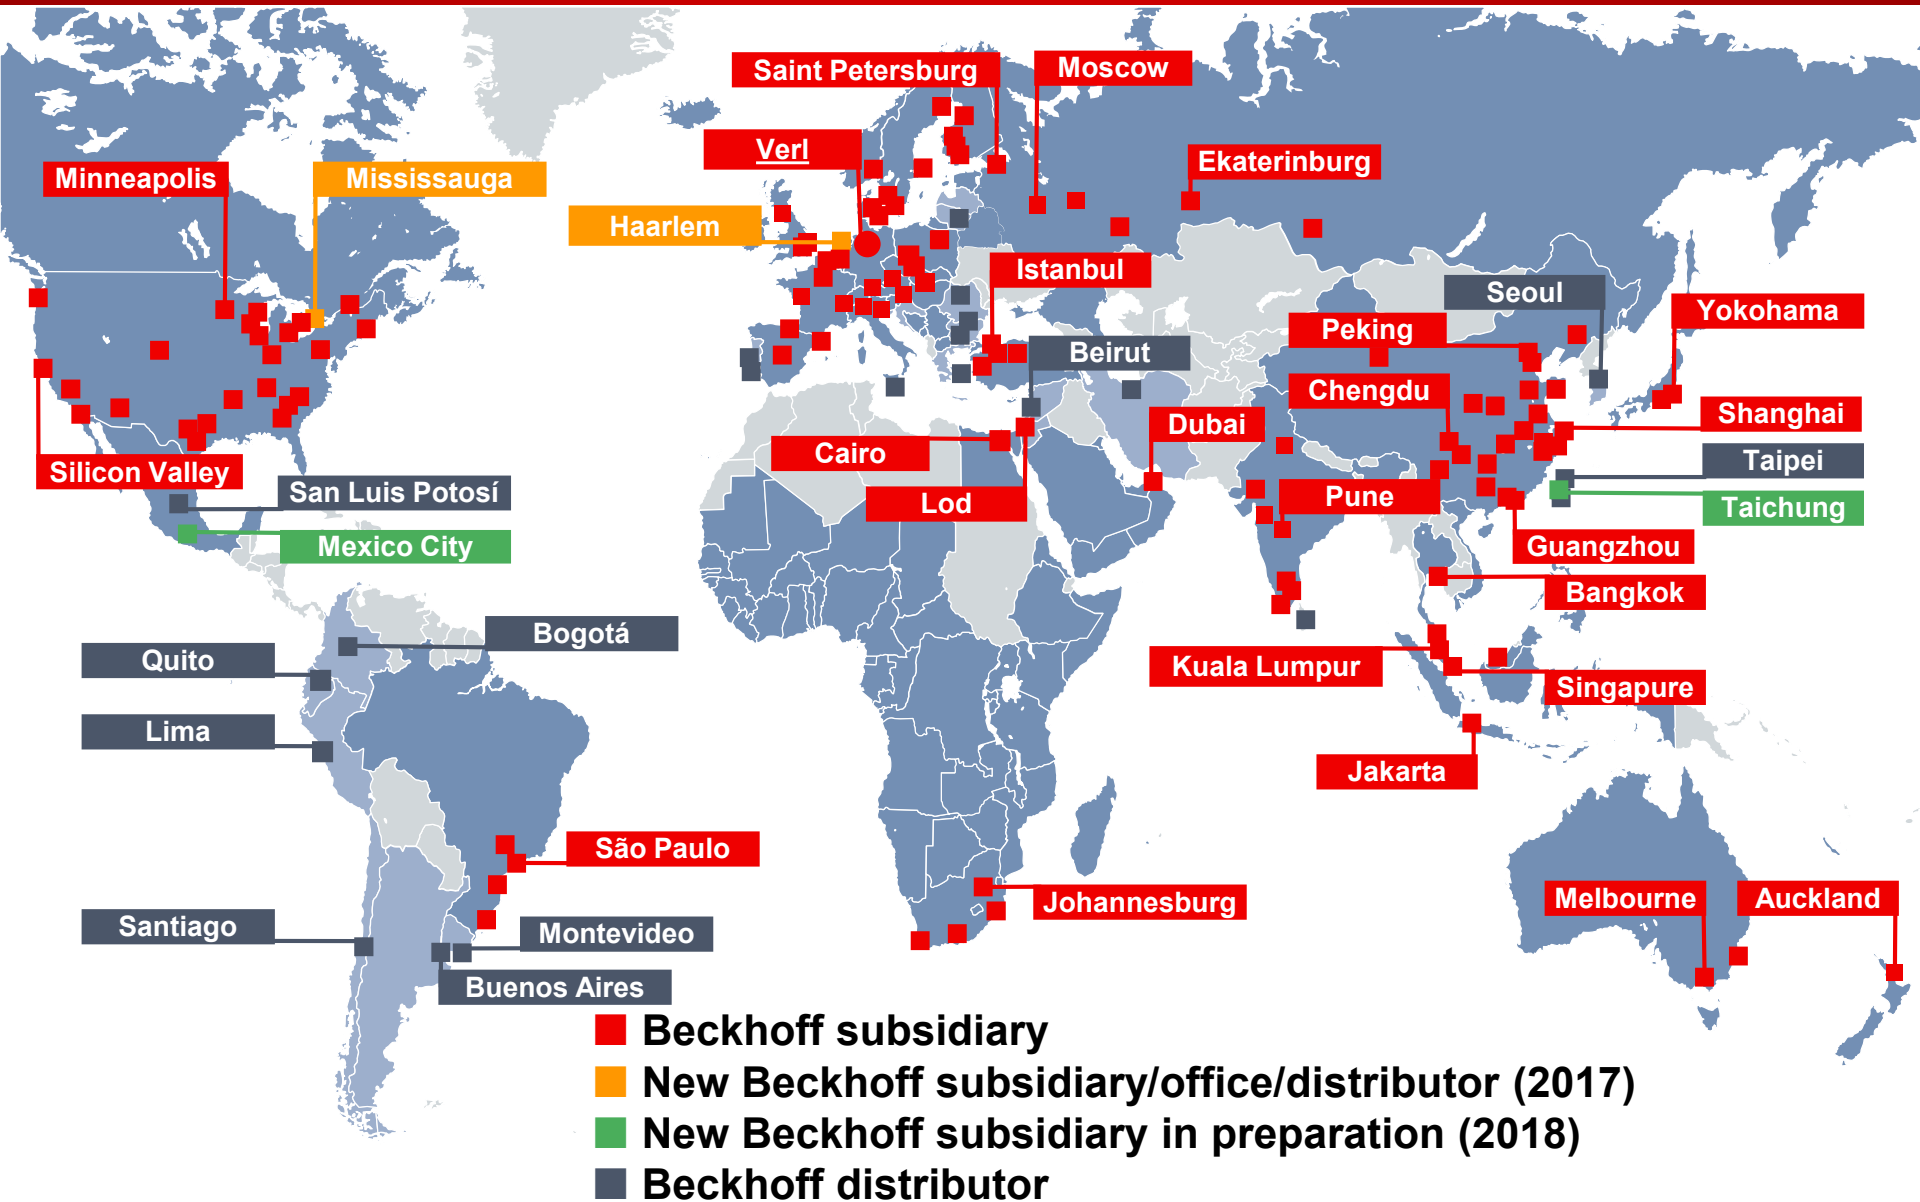 Saint Petersburg
Moscow
Verl
Ekaterinburg
Minneapolis
Mississauga
Haarlem
Istanbul
Seoul
Yokohama
Peking
Beirut
Chengdu
Shanghai
Dubai
Cairo
Taipei
Silicon Valley
San Luis Potosí
Lod
Pune
Taichung
Mexico City
Guangzhou
Bangkok
Bogotá
Quito
Kuala Lumpur
Singapure
Lima
Jakarta
São Paulo
Johannesburg
Melbourne
Auckland
Santiago
Montevideo
Buenos Aires
Beckhoff subsidiary
New Beckhoff subsidiary/office/distributor (2017)
New Beckhoff subsidiary in preparation (2018)
Beckhoff distributor